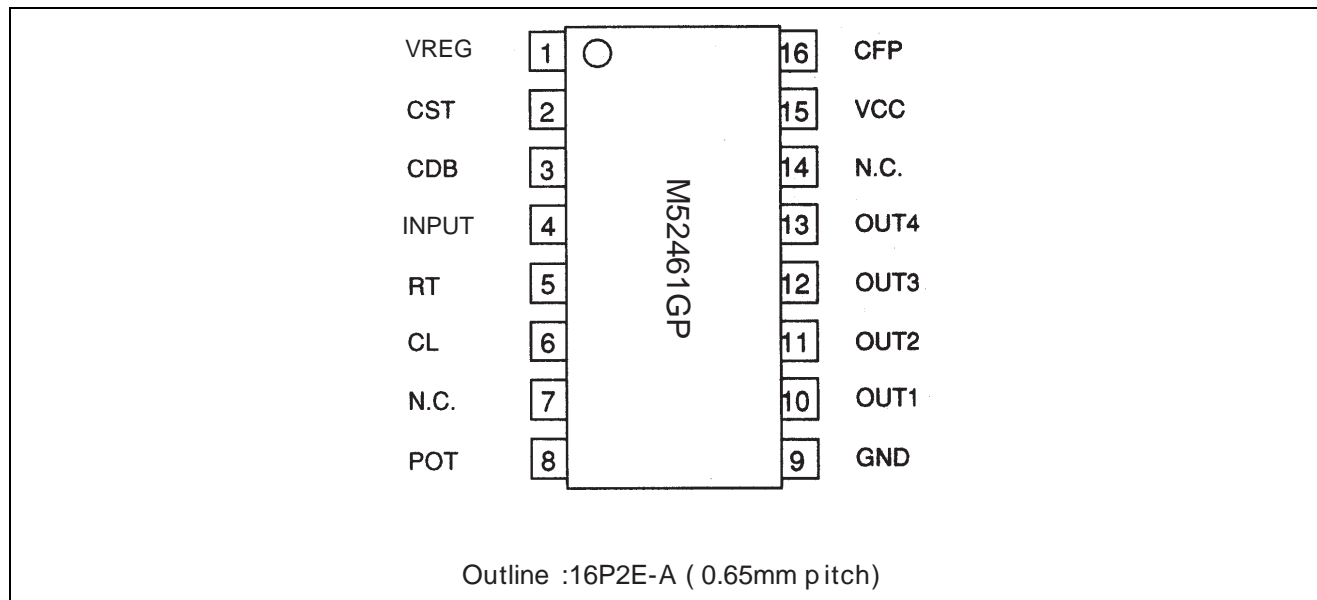 VREG 1 16 CFP
CST 2 15 VCC
CDB 3 14 N.C.
INPUT 4 13 OUT4
RT 5 12 OUT3
CL 6 11 OUT2
N.C. 7 10 OUT1
POT 8 9 GND
M52461GP
Outline :16P2E-A ( 0.65mm pitch)